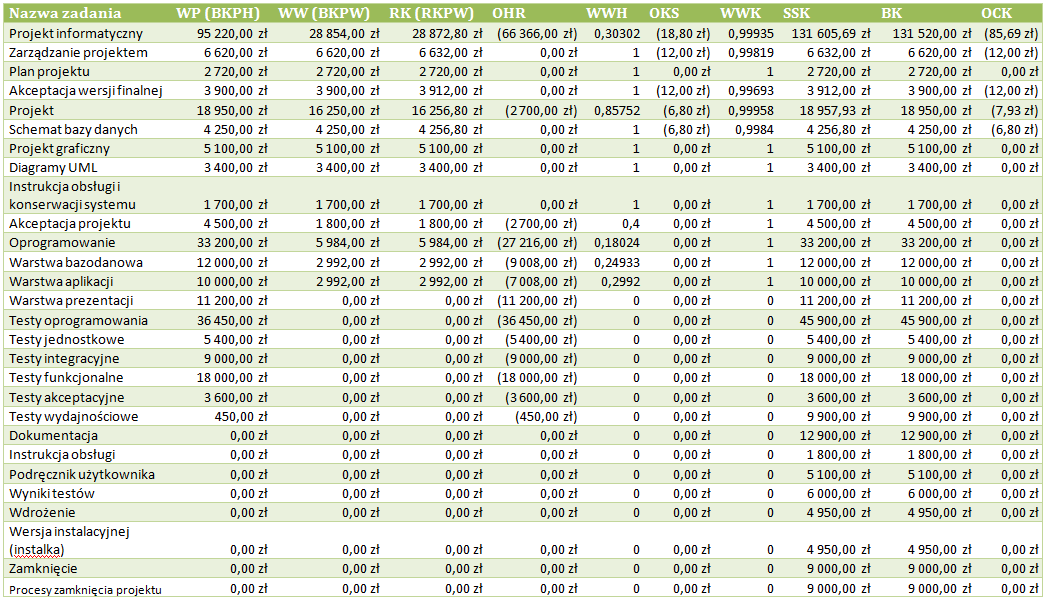 Nazwa zadania WP (BKPH) WW (BKPW) RK (RKPW) OHR WWH OKS WWK SSK BK OCK
Projekt informatyczny 95 220,00 zł 28 854,00 zł 28 872,80 zł (66 366,00 zł) 0,30302 (18,80 zł) 0,99935 131 605,69 zł 131 520,00 zł (85,69 zł)
Zarządzanie projektem 6 620,00 zł 6 620,00 zł 6 632,00 zł 0,00 zł 1 (12,00 zł) 0,99819 6 632,00 zł 6 620,00 zł (12,00 zł)
Plan projektu 2 720,00 zł 2 720,00 zł 2 720,00 zł 0,00 zł 1 0,00 zł 1 2 720,00 zł 2 720,00 zł 0,00 zł
Akceptacja wersji finalnej 3 900,00 zł 3 900,00 zł 3 912,00 zł 0,00 zł 1 (12,00 zł) 0,99693 3 912,00 zł 3 900,00 zł (12,00 zł)
Projekt 18 950,00 zł 16 250,00 zł 16 256,80 zł (2700,00 zł) 0,85752 (6,80 zł) 0,99958 18 957,93 zł 18 950,00 zł (7,93 zł)
Schemat bazy danych 4 250,00 zł 4 250,00 zł 4 256,80 zł 0,00 zł 1 (6,80 zł) 0,9984 4 256,80 zł 4 250,00 zł (6,80 zł)
Projekt graficzny 5 100,00 zł 5 100,00 zł 5 100,00 zł 0,00 zł 1 0,00 zł 1 5 100,00 zł 5 100,00 zł 0,00 zł
Diagramy UML 3 400,00 zł 3 400,00 zł 3 400,00 zł 0,00 zł 1 0,00 zł 1 3 400,00 zł 3 400,00 zł 0,00 zł
Instrukcja obsługi i
konserwacji systemu 1 700,00 zł 1 700,00 zł 1 700,00 zł 0,00 zł 1 0,00 zł 1 1 700,00 zł 1 700,00 zł 0,00 zł
Akceptacja projektu 4 500,00 zł 1 800,00 zł 1 800,00 zł (2700,00 zł) 0,4 0,00 zł 1 4 500,00 zł 4 500,00 zł 0,00 zł
Oprogramowanie 33 200,00 zł 5 984,00 zł 5 984,00 zł (27 216,00 zł) 0,18024 0,00 zł 1 33 200,00 zł 33 200,00 zł 0,00 zł
Warstwa bazodanowa 12 000,00 zł 2 992,00 zł 2 992,00 zł (9 008,00 zł) 0,24933 0,00 zł 1 12 000,00 zł 12 000,00 zł 0,00 zł
Warstwa aplikacji 10 000,00 zł 2 992,00 zł 2 992,00 zł (7 008,00 zł) 0,2992 0,00 zł 1 10 000,00 zł 10 000,00 zł 0,00 zł
Warstwa prezentacji 11 200,00 zł 0,00 zł 0,00 zł (11 200,00 zł) 0 0,00 zł 0 11 200,00 zł 11 200,00 zł 0,00 zł
Testy oprogramowania 36 450,00 zł 0,00 zł 0,00 zł (36 450,00 zł) 0 0,00 zł 0 45 900,00 zł 45 900,00 zł 0,00 zł
Testy jednostkowe 5 400,00 zł 0,00 zł 0,00 zł (5 400,00 zł) 0 0,00 zł 0 5 400,00 zł 5 400,00 zł 0,00 zł
Testy integracyjne 9 000,00 zł 0,00 zł 0,00 zł (9 000,00 zł) 0 0,00 zł 0 9 000,00 zł 9 000,00 zł 0,00 zł
Testy funkcjonalne 18 000,00 zł 0,00 zł 0,00 zł (18 000,00 zł) 0 0,00 zł 0 18 000,00 zł 18 000,00 zł 0,00 zł
Testy akceptacyjne 3 600,00 zł 0,00 zł 0,00 zł (3 600,00 zł) 0 0,00 zł 0 3 600,00 zł 3 600,00 zł 0,00 zł
Testy wydajnościowe 450,00 zł 0,00 zł 0,00 zł (450,00 zł) 0 0,00 zł 0 9 900,00 zł 9 900,00 zł 0,00 zł
Dokumentacja 0,00 zł 0,00 zł 0,00 zł 0,00 zł 0 0,00 zł 0 12 900,00 zł 12 900,00 zł 0,00 zł
Instrukcja obsługi 0,00 zł 0,00 zł 0,00 zł 0,00 zł 0 0,00 zł 0 1 800,00 zł 1 800,00 zł 0,00 zł
Podręcznik użytkownika 0,00 zł 0,00 zł 0,00 zł 0,00 zł 0 0,00 zł 0 5 100,00 zł 5 100,00 zł 0,00 zł
Wyniki testów 0,00 zł 0,00 zł 0,00 zł 0,00 zł 0 0,00 zł 0 6 000,00 zł 6 000,00 zł 0,00 zł
Wdrożenie 0,00 zł 0,00 zł 0,00 zł 0,00 zł 0 0,00 zł 0 4 950,00 zł 4 950,00 zł 0,00 zł
Wersja instalacyjnej
(instalka) 0,00 zł 0,00 zł 0,00 zł 0,00 zł 0 0,00 zł 0 4 950,00 zł 4 950,00 zł 0,00 zł
Zamknięcie 0,00 zł 0,00 zł 0,00 zł 0,00 zł 0 0,00 zł 0 9 000,00 zł 9 000,00 zł 0,00 zł
Procesy zamknięcia projektu 0,00 zł 0,00 zł 0,00 zł 0,00 zł 0 0,00 zł 0 9 000,00 zł 9 000,00 zł 0,00 zł